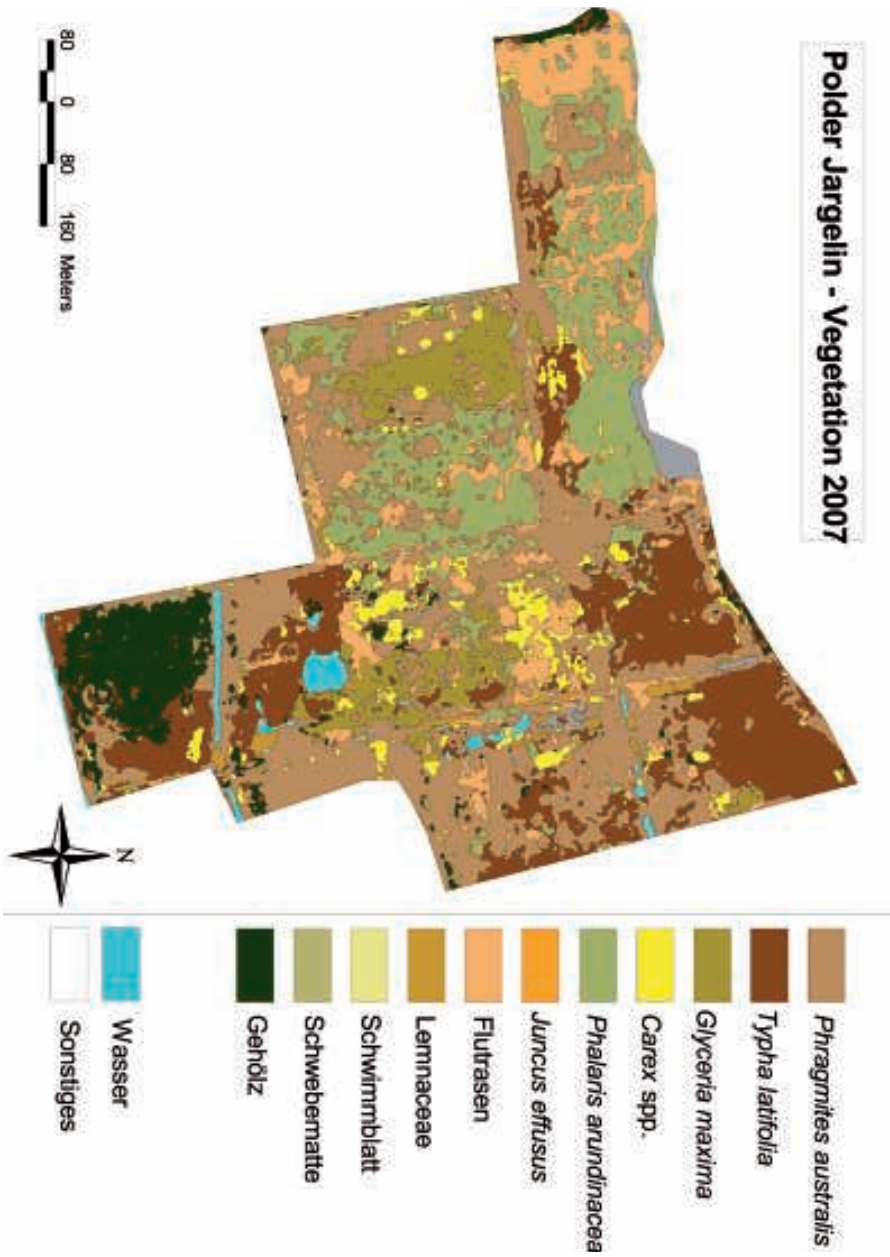 Polder Jargelin - Vegetation 2007
80 0 80 160 Meters
N
Phragmites australis
Typha latifolia
Glyceria maxima
Carex spp.
Phalaris arundinacea
Juncus effusus
Flutrasen
Lemnaceae
Schwimmblatt
Schwebematte
Gehölz
Wasser
Sonstiges